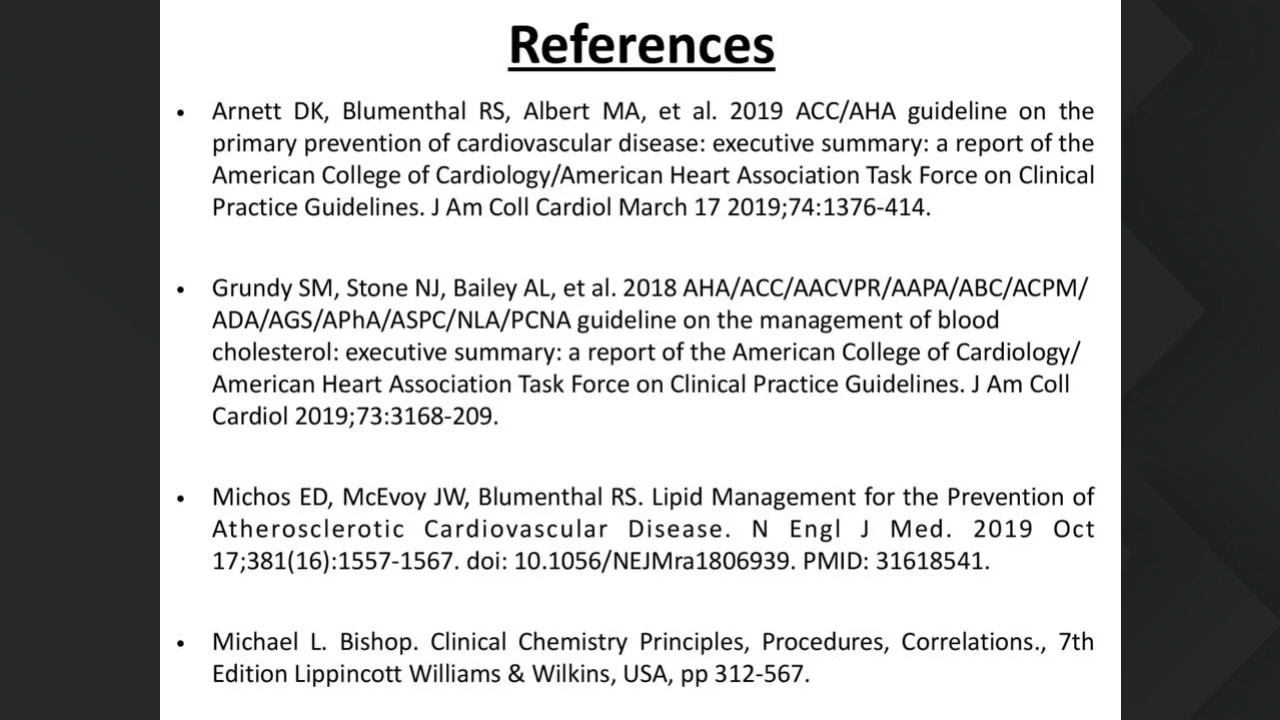 References
• Arnett DK, Blumenthal RS, Albert MA, et al. 2019 ACC/AHA guideline on the
primary prevention of cardiovascular disease: executive summary: a report of the
American College of Cardiology/American Heart Association Task Force on Clinical
Practice Guidelines. J Am Coll Cardiol March 17 2019;74:1376-414.
• Grundy SM, Stone NJ, Bailey AL, et al. 2018 AHA/ACC/AACVPR/AAPA/ABC/ACPM/
ADA/AGS/APhA/ASPC/NLA/PCNA guideline on the management of blood
cholesterol: executive summary: a report of the American College of Cardiology/
American Heart Association Task Force on Clinical Practice Guidelines. J Am Coll
Cardiol 2019;73:3168-209.
• Michos ED, McEvoy JW, Blumenthal RS. Lipid Management for the Prevention of
Atherosclerotic Cardiovascular Disease. N Engl J Med. 2019 Oct
17;381(16):1557-1567. doi: 10.1056/NEJMra1806939. PMID: 31618541.
• Michael L. Bishop. Clinical Chemistry Principles, Procedures, Correlations., 7th
Edition Lippincott Williams & Wilkins, USA, pp 312-567.